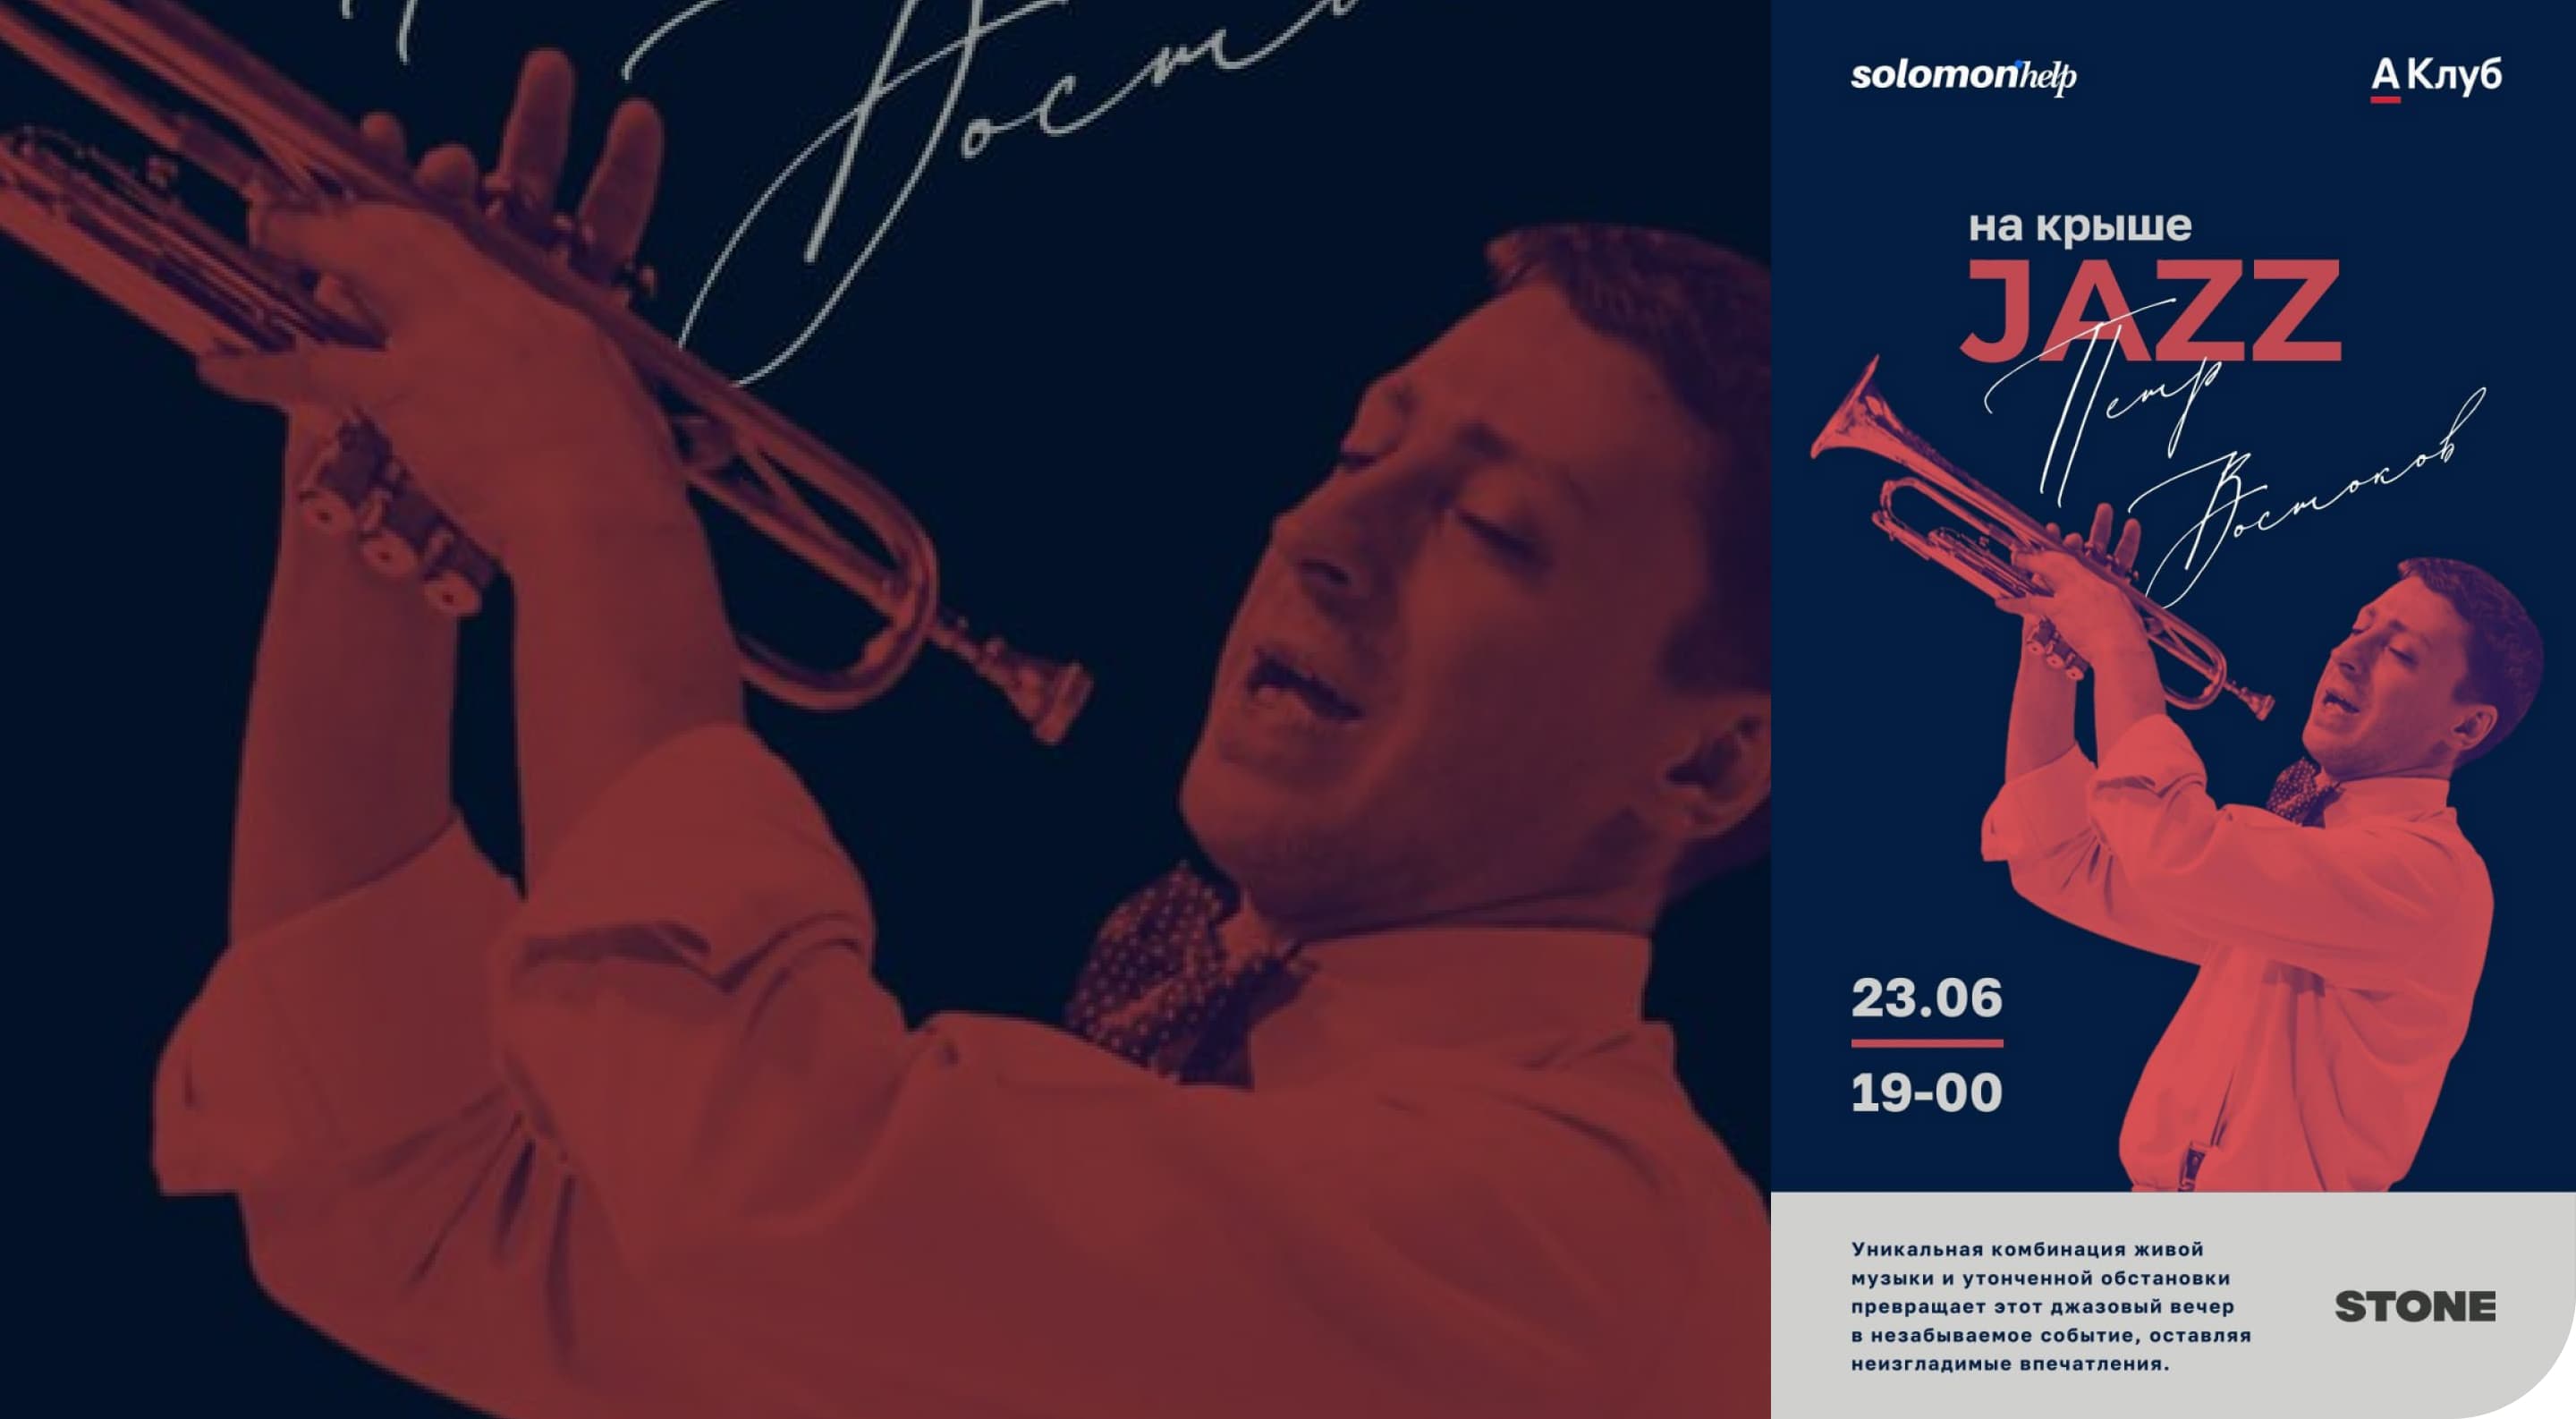 Вост
solomonhelp
А Клуб
на крыше
JAZZ
Петр
Востоков
23.06
19-00
Уникальная комбинация живой
музыки и утонченной обстановки
превращает этот джазовый вечер
в незабываемое событие, оставляя
неизгладимые впечатления.
STONE